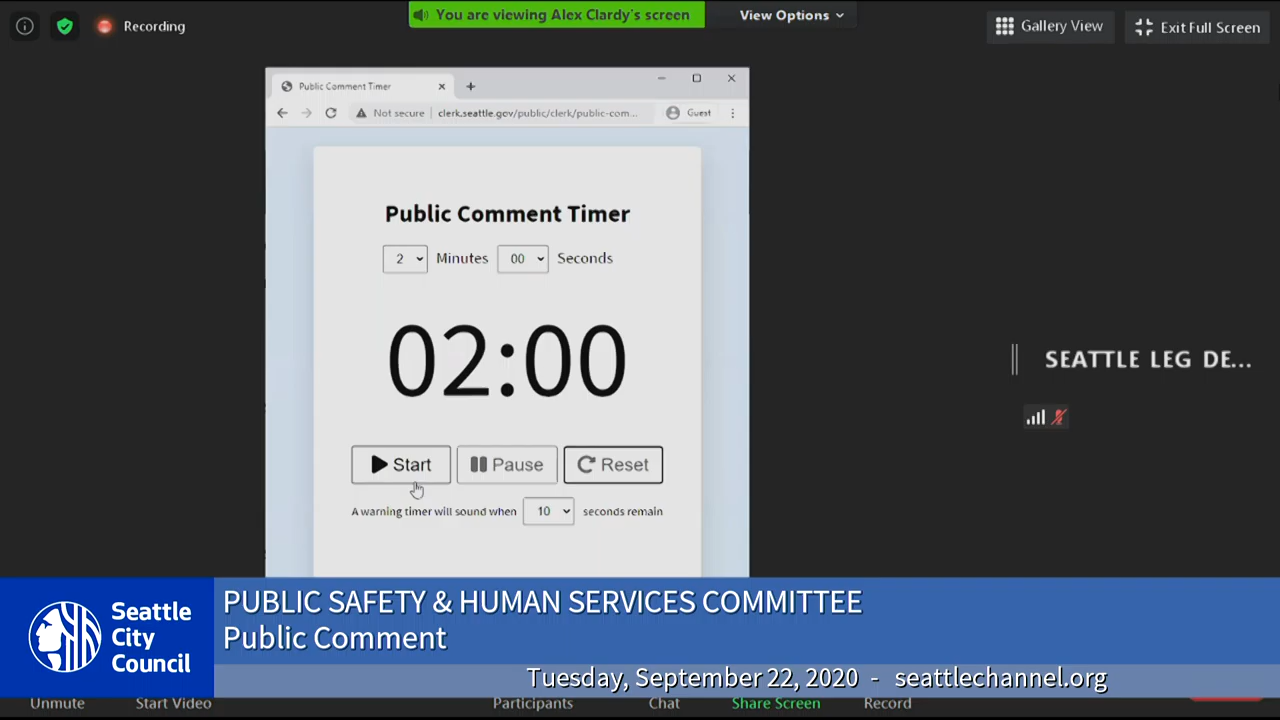 Recording
You are viewing Alex Clardy's screen
View Options
Gallery View
Exit Full Screen
Public Comment Timer
Not secure
clerk.seattle.gov/public/clerk/public-com...
Guest
Public Comment Timer
2 Minutes 00 Seconds
02:00
Start
Pause
Reset
A warning timer will sound when 10 seconds remain
SEATTLE LEG DE...
Seattle
City
Council
PUBLIC SAFETY & HUMAN SERVICES COMMITTEE
Public Comment
Tuesday, September 22, 2020 - seattlechannel.org
Unmute
Start Video
Participants
Chat
Share Screen
Record